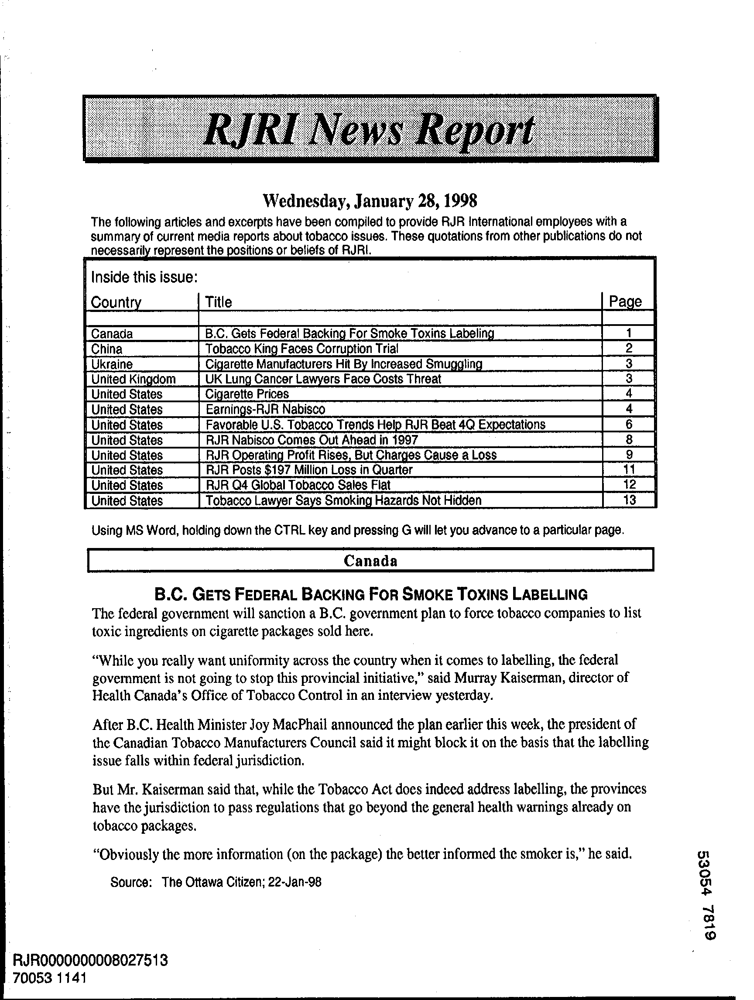 RJRI News Report
Wednesday, January 28, 1998
The following articles and excerpts have been compiled to provide RJR International employees with a
summary of current media reports about tobacco issues. These quotations from other publications do not
necessarily represent the positions or beliefs of RJRI.
Inside this issue:
Country Title Page
Canada B.C. Gets Federal Backing For Smoke Toxins Labeling 1
China Tobacco King Faces Corruption Trial 2
Ukraine Cigarette Manufacturers Hit By Increased Smuggling 3
United Kingdom UK Lung Cancer Lawyers Face Costs Threat 3
United States Cigarette Prices 4
United States Earnings-RJR Nabisco 4
United States Favorable U.S. Tobacco Trends Help RJR Beat 4Q Expectations 6
United States RJR Nabisco Comes Out Ahead in 1997 8
United States RJR Operating Profit Rises, But Charges Cause a Loss 9
United States RJR Posts $197 Million Loss in Quarter 11
United States RJR Q4 Global Tobacco Sales Flat 12
United States Tobacco Lawyer Says Smoking Hazards Not Hidden 13
Using MS Word, holding down the CTRL key and pressing G will let you advance to a particular page.
Canada
B.C. GETS FEDERAL BACKING FOR SMOKE TOXINS LABELLING
The federal government will sanction a B.C. government plan to force tobacco companies to list
toxic ingredients on cigarette packages sold here.
“While you really want uniformity across the country when it comes to labelling, the federal
government is not going to stop this provincial initiative,” said Murray Kaiserman, director of
Health Canada’s Office of Tobacco Control in an interview yesterday.
After B.C. Health Minister Joy MacPhail announced the plan earlier this week, the president of
the Canadian Tobacco Manufacturers Council said it might block it on the basis that the labelling
issue falls within federal jurisdiction.
But Mr. Kaiserman said that, while the Tobacco Act does indeed address labelling, the provinces
have the jurisdiction to pass regulations that go beyond the general health warnings already on
tobacco packages.
“Obviously the more information (on the package) the better informed the smoker is,” he said.
Source: The Ottawa Citizen; 22-Jan-98
53054 7819
RJR0000000008027513
70053 1141